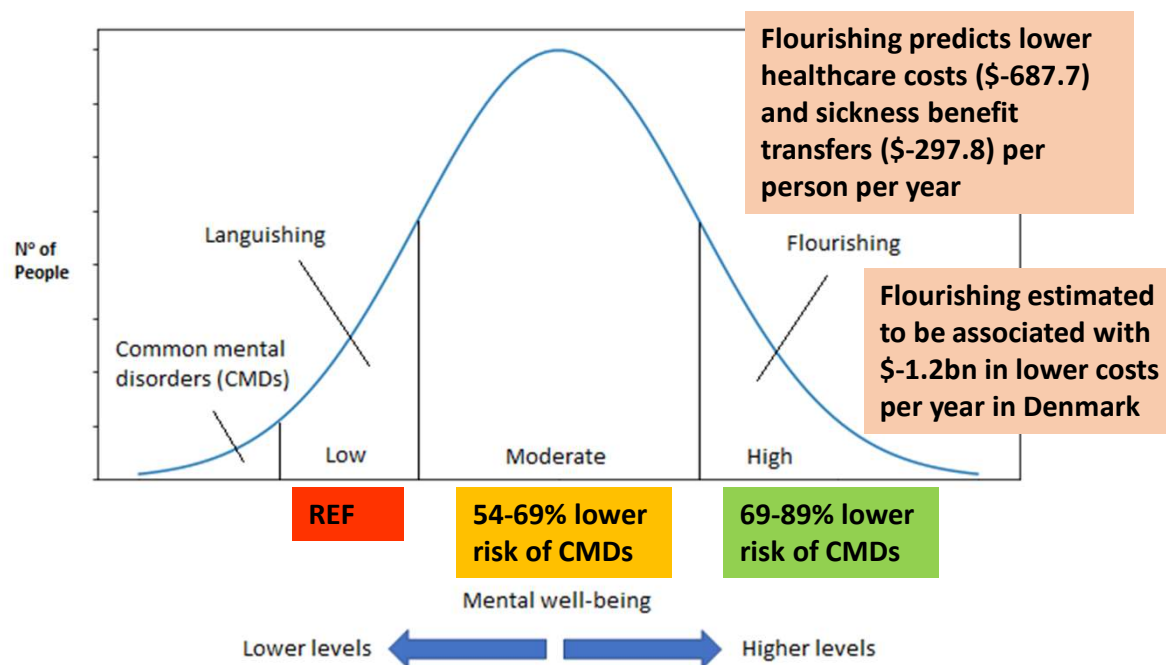 Flourishing predicts lower
healthcare costs ($-687.7)
and sickness benefit
transfers ($-297.8) per
person per year
Languishing
Flourishing
N° of
People
Flourishing estimated
to be associated with
$-1.2bn in lower costs
per year in Denmark
Common mental
disorders (CMDs)
Low
Moderate
High
REF
54-69% lower
risk of CMDs
69-89% lower
risk of CMDs
Mental well-being
Lower levels
Higher levels